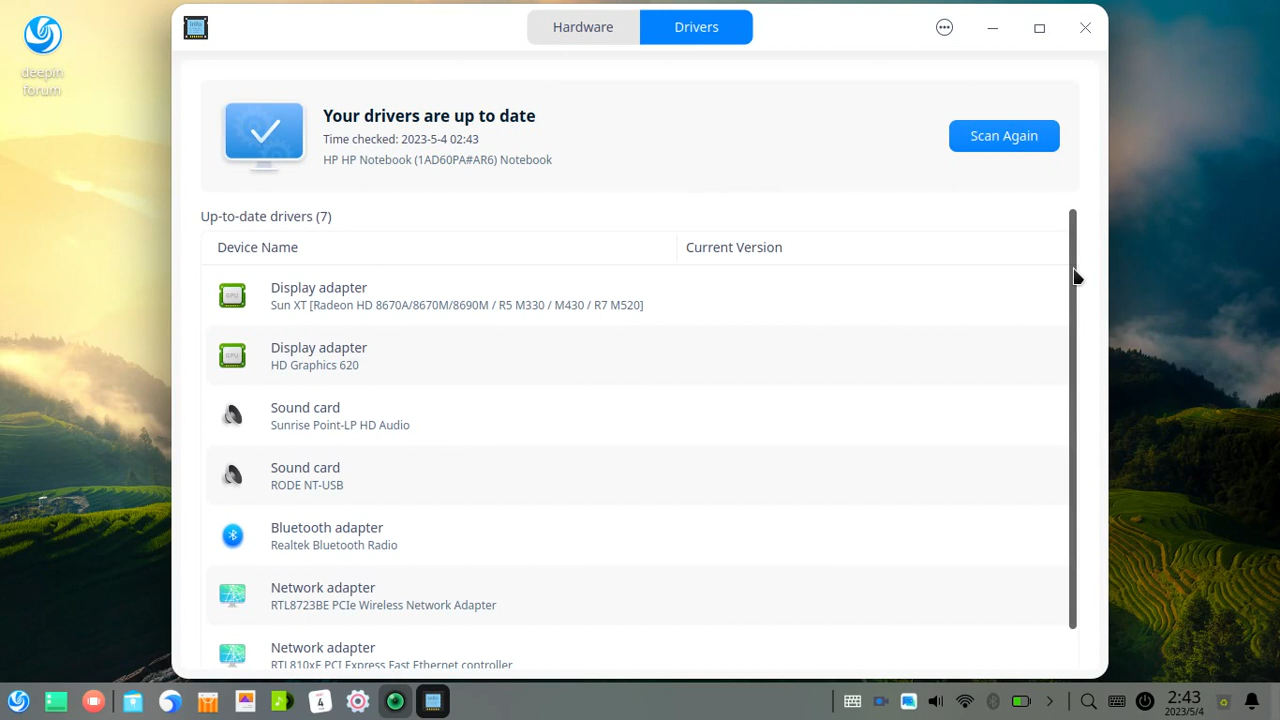 deepin
forum
Hardware
Drivers
Your drivers are up to date
Time checked: 2023-5-4 02:43
HP HP Notebook (1AD60PA#AR6) Notebook
Scan Again
Up-to-date drivers (7)
Device Name
Current Version
Display adapter
Sun XT [Radeon HD 8670A/8670M/8690M / R5 M330 / M430 / R7 M520]
Display adapter
HD Graphics 620
Sound card
Sunrise Point-LP HD Audio
Sound card
RODE NT-USB
Bluetooth adapter
Realtek Bluetooth Radio
Network adapter
RTL8723BE PCIe Wireless Network Adapter
Network adapter
RTL810xE PCI Express Fast Ethernet controller
4
2:43
2023/5/4